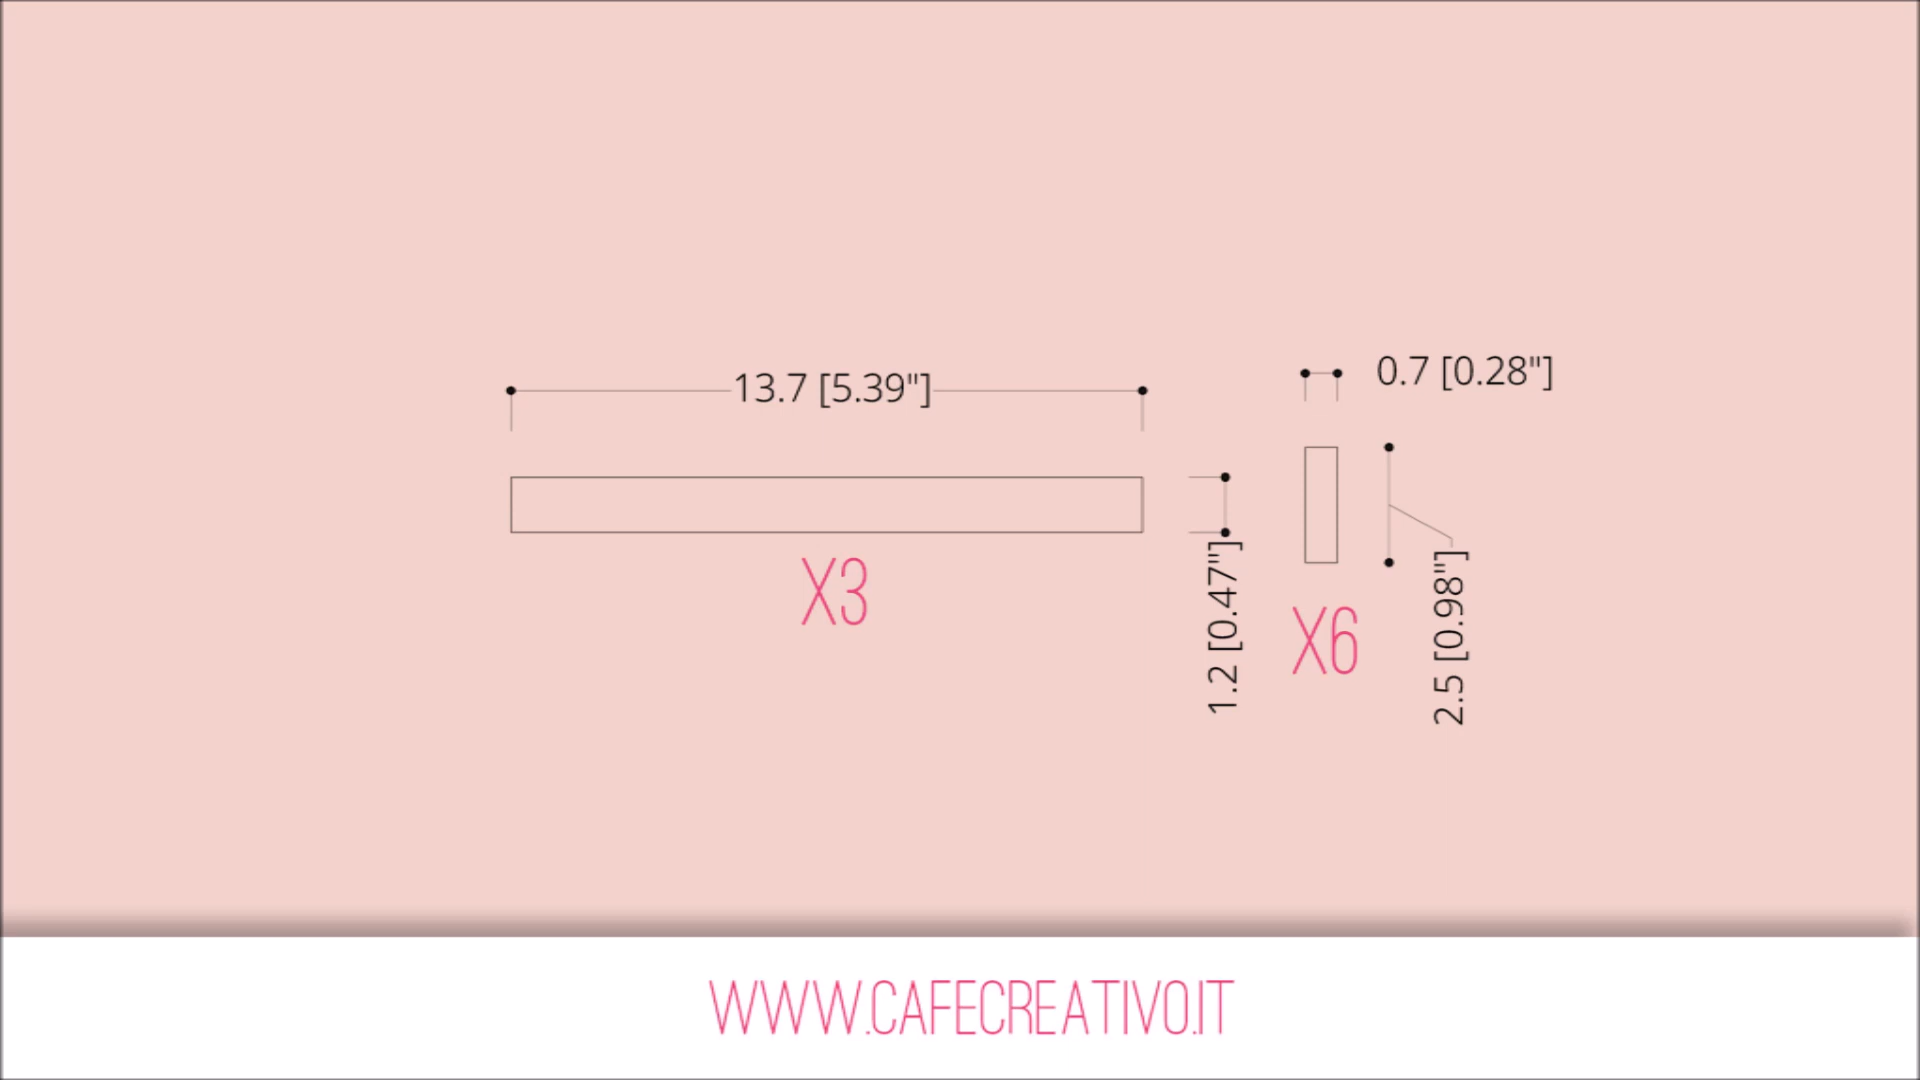 13.7 [5.39"]
0.7 [0.28"]
X3
1.2 [0.47"]
X6
2.5 [0.98"]
WWW.CAFECREATIVO.IT